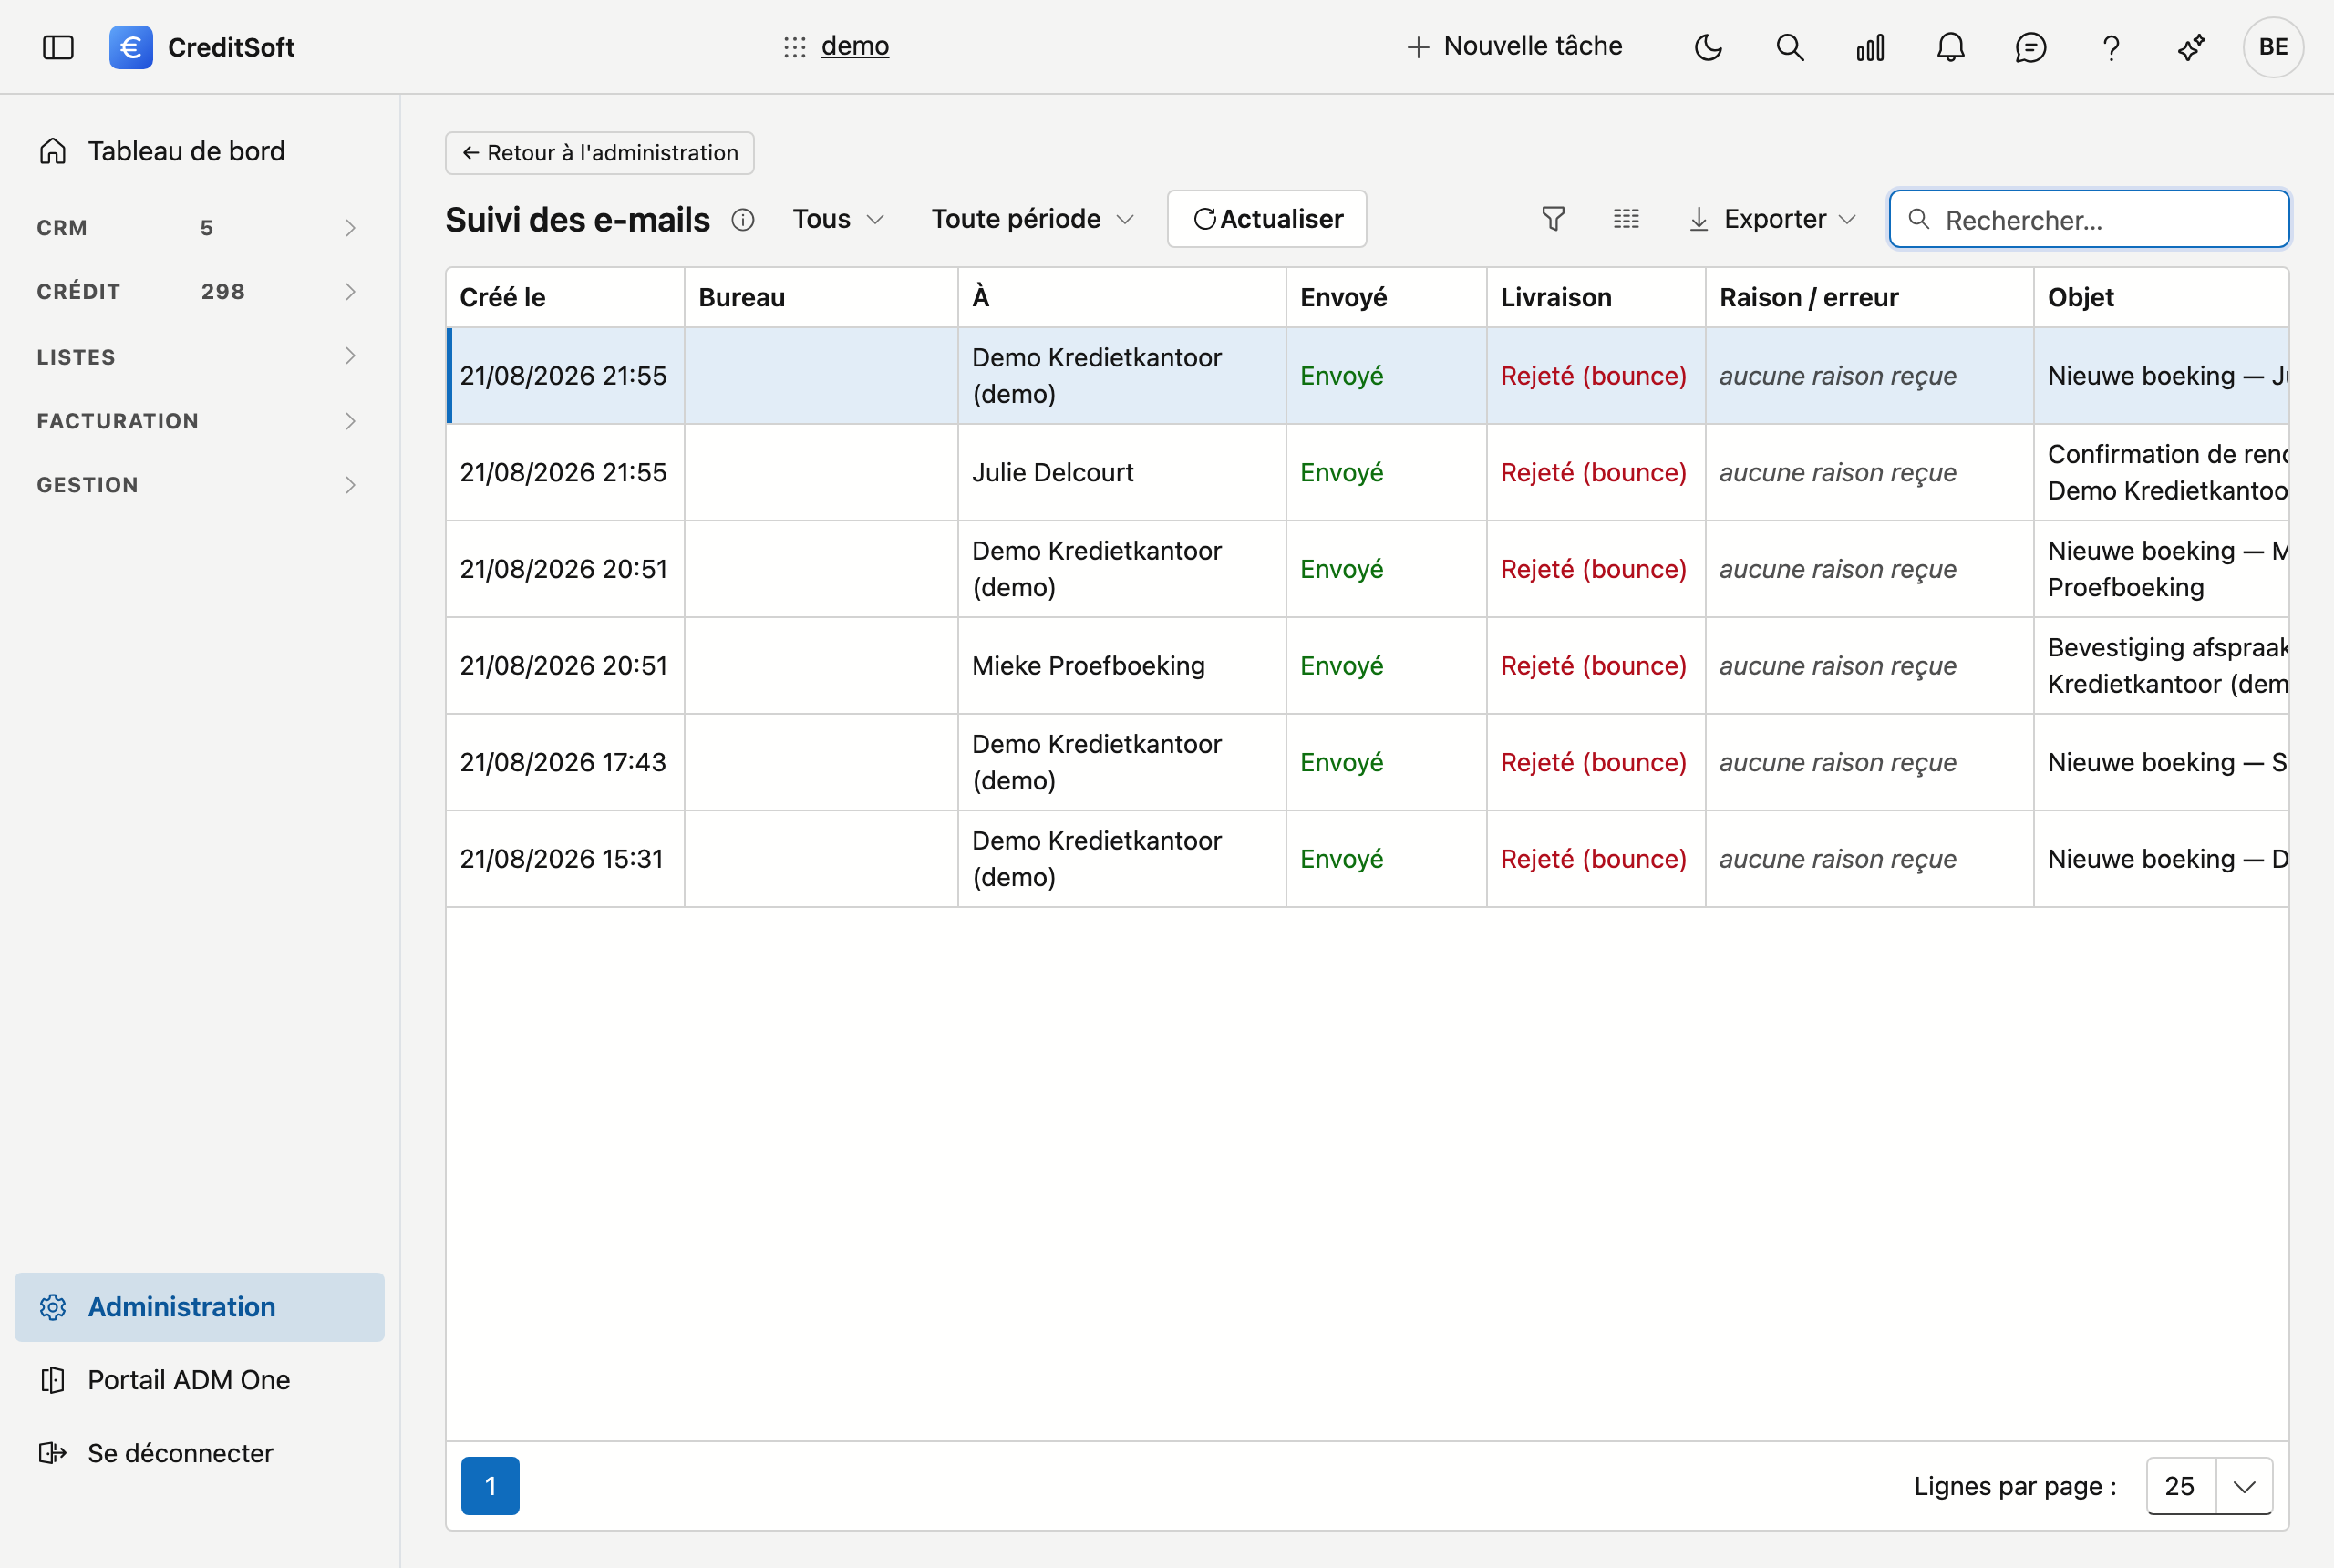 CreditSoft
demo
Nouvelle tâche
BE
Tableau de bord
CRM 5
CRÉDIT 298
LISTES
FACTURATION
GESTION
Administration
Portail ADM One
Se déconnecter
← Retour à l'administration
Suivi des e-mails Tous Toute période Actualiser Exporter Rechercher...
Créé le Bureau À Envoyé Livraison Raison / erreur Objet
21/08/2026 21:55 Demo Kredietkantoor (demo) Envoyé Rejeté (bounce) aucune raison reçue Nieuwe boeking —
21/08/2026 21:55 Julie Delcourt Envoyé Rejeté (bounce) aucune raison reçue Confirmation de
Demo
21/08/2026 20:51 Demo Kredietkantoor (demo) Envoyé Rejeté (bounce) aucune raison reçue Nieuwe boeking — M
Proefboeking
21/08/2026 20:51 Mieke Proefboeking Envoyé Rejeté (bounce) aucune raison reçue Bevestiging afspraak
Kredietkantoor (dem
21/08/2026 17:43 Demo Kredietkantoor (demo) Envoyé Rejeté (bounce) aucune raison reçue Nieuwe boeking — S
21/08/2026 15:31 Demo Kredietkantoor (demo) Envoyé Rejeté (bounce) aucune raison reçue Nieuwe boeking — D
1
Lignes par page : 25